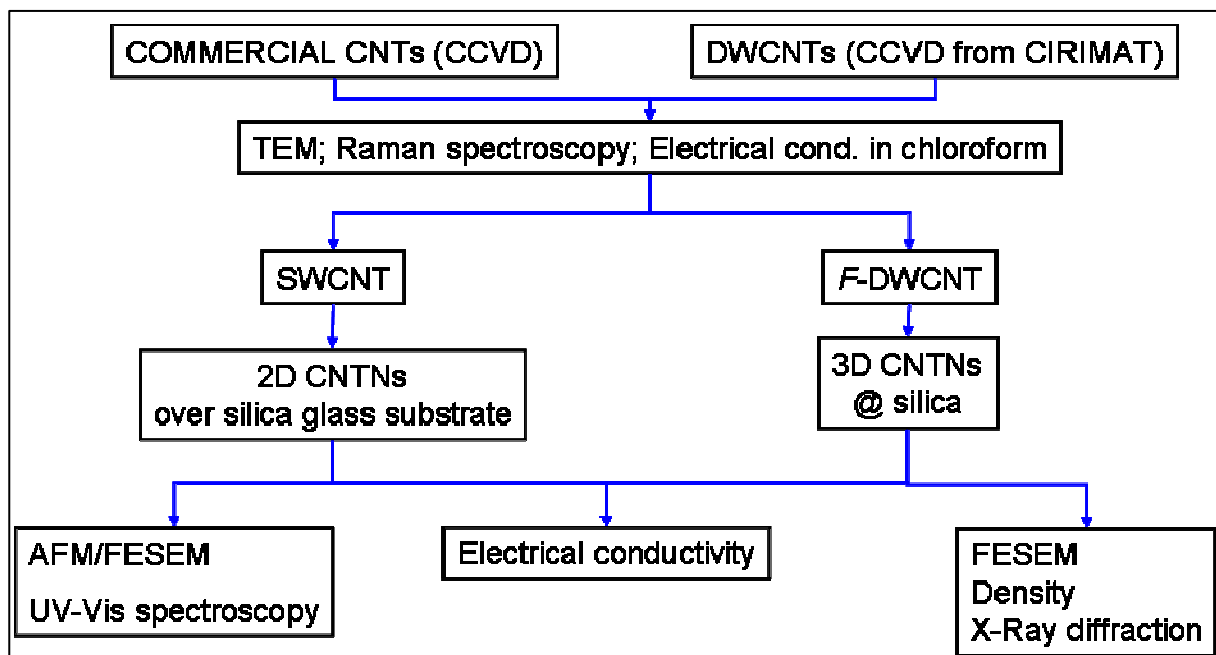 COMMERCIAL CNTs (CCVD)
DWCNTs (CCVD from CIRIMAT)
TEM; Raman spectroscopy; Electrical cond. in chloroform
SWCNT
F-DWCNT
2D CNTNs
over silica glass substrate
3D CNTNs
@ silica
AFM/FESEM
UV-Vis spectroscopy
Electrical conductivity
FESEM
Density
X-Ray diffraction